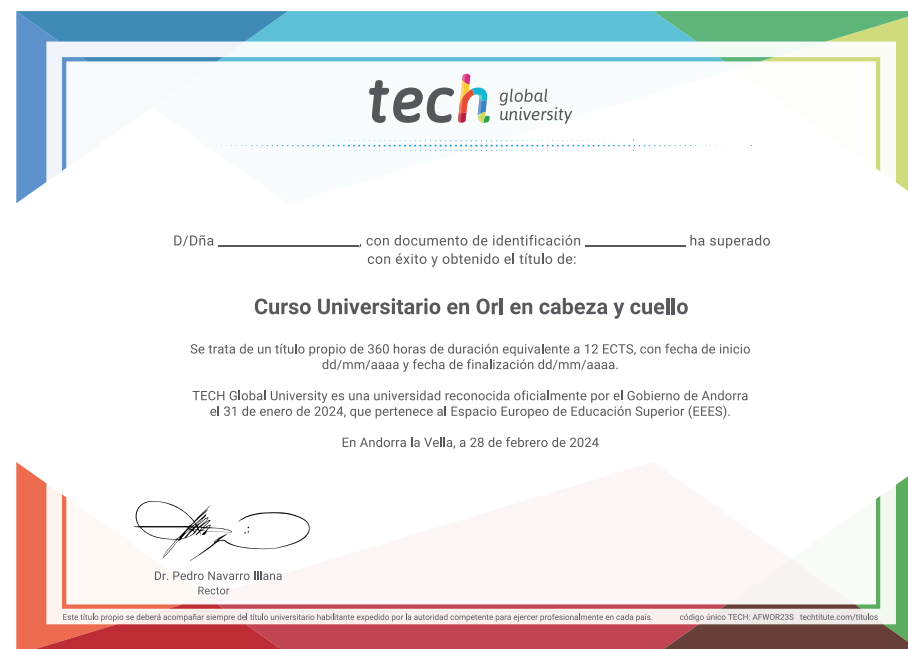 tech global university
D/Dña ____________________, con documento de identificación ______________ ha superado
con éxito y obtenido el título de:
Curso Universitario en Orl en cabeza y cuello
Se trata de un título propio de 360 horas de duración equivalente a 12 ECTS, con fecha de inicio
dd/mm/aaaa y fecha de finalización dd/mm/aaaa.
TECH Global University es una universidad reconocida oficialmente por el Gobierno de Andorra
el 31 de enero de 2024, que pertenece al Espacio Europeo de Educación Superior (EEES).
En Andorra la Vella, a 28 de febrero de 2024
Dr. Pedro Navarro Illana
Rector
Este título propio se deberá acompañar siempre del título universitario habilitante expedido por la autoridad competente para ejercer profesionalmente en cada país. código único TECH: AFWOR23S techtitute.com/titulos